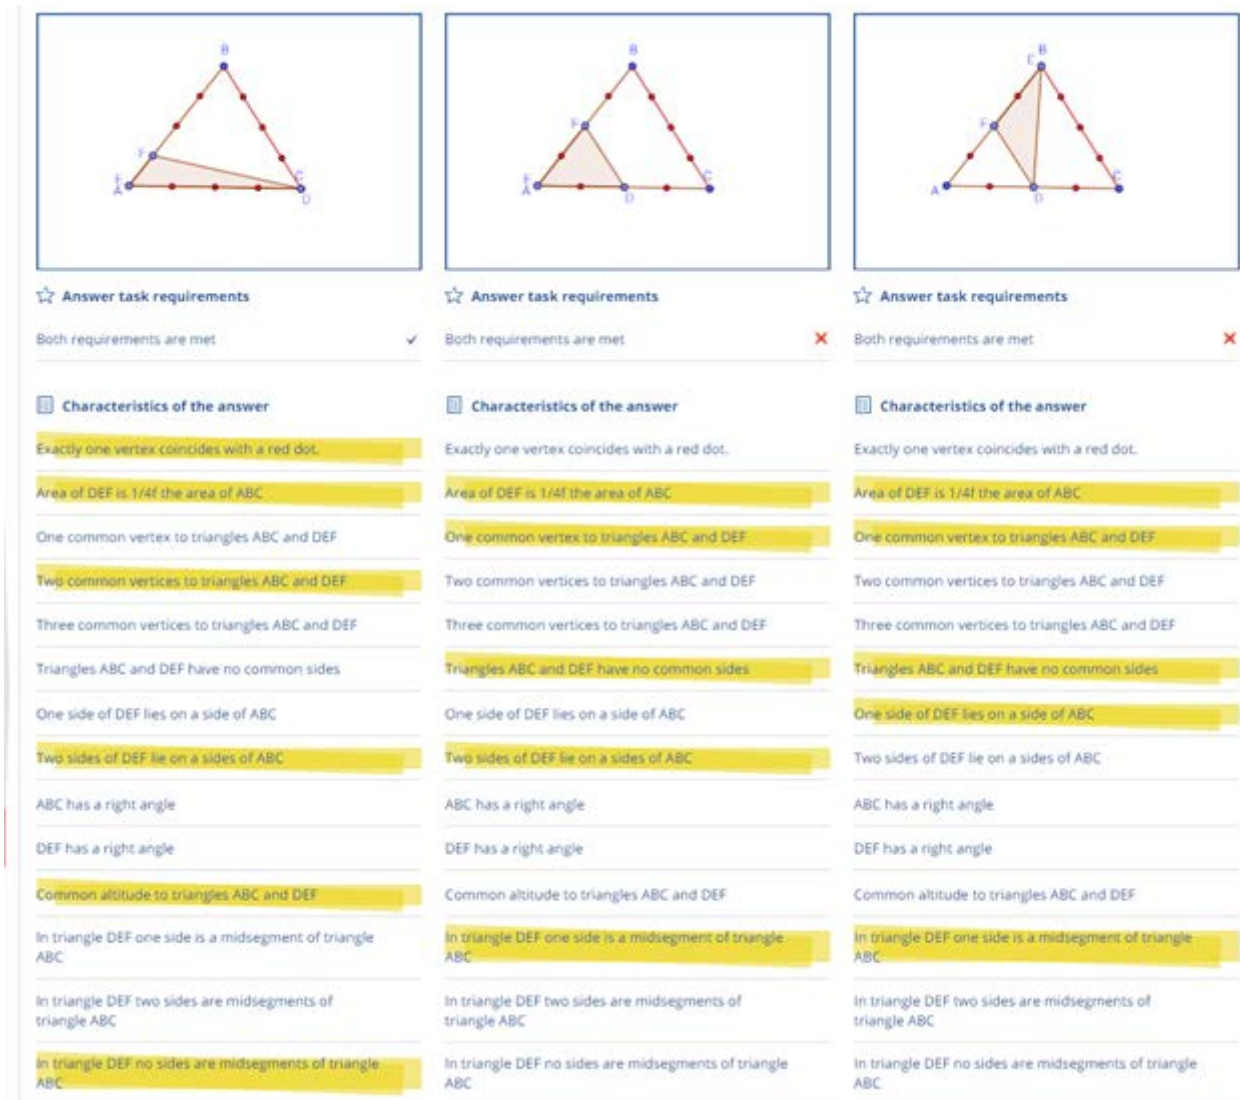 B
F
E
A
C
D
Answer task requirements
Both requirements are met
Characteristics of the answer
Exactly one vertex coincides with a red dot.
Area of DEF is 1/4f the area of ABC
One common vertex to triangles ABC and DEF
Two common vertices to triangles ABC and DEF
Three common vertices to triangles ABC and DEF
Triangles ABC and DEF have no common sides
One side of DEF lies on a side of ABC
Two sides of DEF lie on a sides of ABC
ABC has a right angle
DEF has a right angle
Common altitude to triangles ABC and DEF
In triangle DEF one side is a midsegment of triangle
ABC
In triangle DEF two sides are midsegments of
triangle ABC
In triangle DEF no sides are midsegments of triangle
ABC
B
F
E
A
D
C
Answer task requirements
Both requirements are met
Characteristics of the answer
Exactly one vertex coincides with a red dot.
Area of DEF is 1/4f the area of ABC
One common vertex to triangles ABC and DEF
Two common vertices to triangles ABC and DEF
Three common vertices to triangles ABC and DEF
Triangles ABC and DEF have no common sides
One side of DEF lies on a side of ABC
Two sides of DEF lie on a sides of ABC
ABC has a right angle
DEF has a right angle
Common altitude to triangles ABC and DEF
In triangle DEF one side is a midsegment of triangle
ABC
In triangle DEF two sides are midsegments of
triangle ABC
In triangle DEF no sides are midsegments of triangle
ABC
B
E
F
A
D
C
Answer task requirements
Both requirements are met
Characteristics of the answer
Exactly one vertex coincides with a red dot.
Area of DEF is 1/4f the area of ABC
One common vertex to triangles ABC and DEF
Two common vertices to triangles ABC and DEF
Three common vertices to triangles ABC and DEF
Triangles ABC and DEF have no common sides
One side of DEF lies on a side of ABC
Two sides of DEF lie on a sides of ABC
ABC has a right angle
DEF has a right angle
Common altitude to triangles ABC and DEF
In triangle DEF one side is a midsegment of triangle
ABC
In triangle DEF two sides are midsegments of
triangle ABC
In triangle DEF no sides are midsegments of triangle
ABC